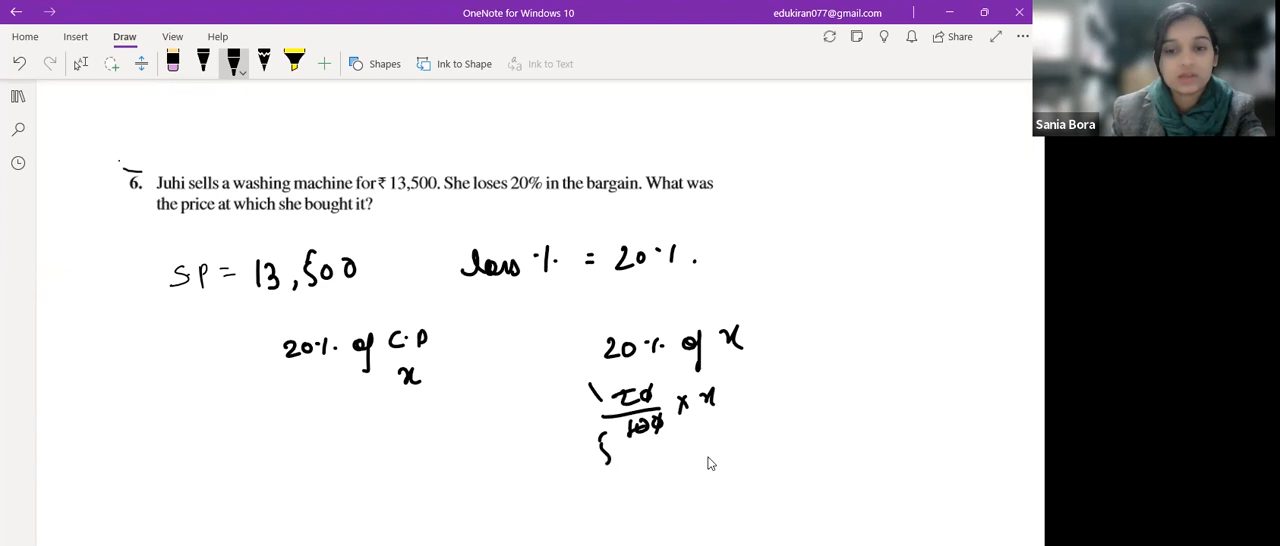 OneNote for Windows 10
edukiran077@gmail.com
Home Insert Draw View Help
Share
Shapes
Ink to Shape
Ink to Text
Sania Bora
6. Juhi sells a washing machine for ₹ 13,500. She loses 20% in the bargain. What was
the price at which she bought it?
SP = 13,500
loss % = 20%.
20% of C.P
x
20% of x
1 20
100 × x
5